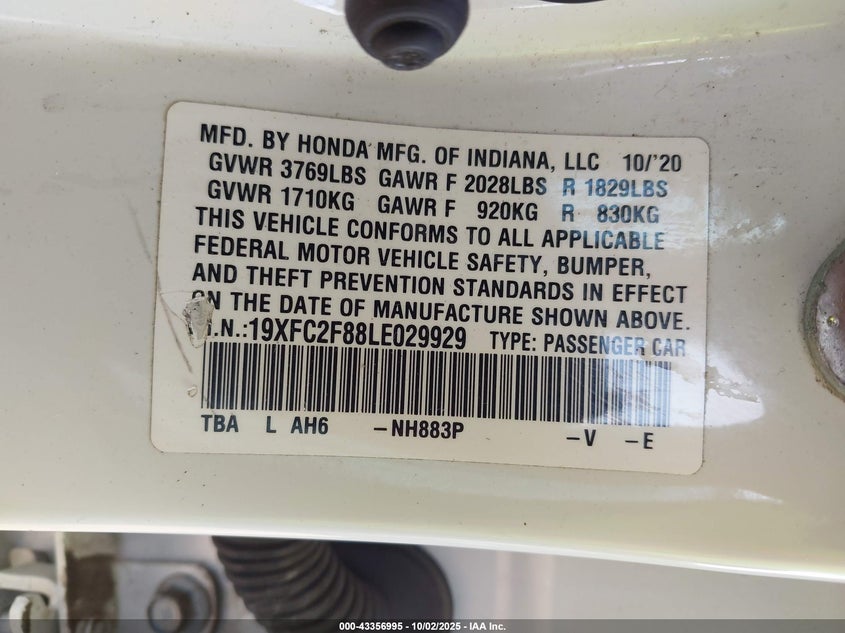 MFD. BY HONDA MFG. OF INDIANA, LLC 10/'20
GVWR 3769LBS GAWR F 2028LBS R 1829LBS
GVWR 1710KG GAWR F 920KG R 830KG
THIS VEHICLE CONFORMS TO ALL APPLICABLE
FEDERAL MOTOR VEHICLE SAFETY, BUMPER,
AND THEFT PREVENTION STANDARDS IN EFFECT
ON THE DATE OF MANUFACTURE SHOWN ABOVE.
.N.:19XFC2F88LE029929 TYPE: PASSENGER CAR
TBA L AH6 -NH883P -V -E
000-43356995 - 10/02/2025 - IAA Inc.